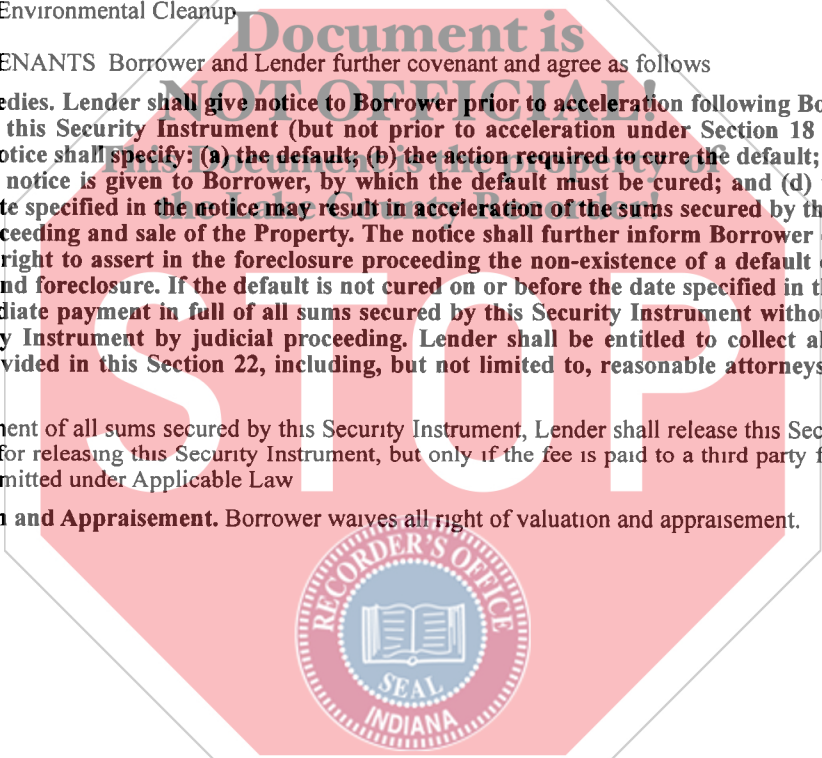 Environmental Cleanup
Document is
ENANTS Borrower and Lender further covenant and agree as follows
NOT OFFICIAL!
edies. Lender shall give notice to Borrower prior to acceleration following Bo
this Security Instrument (but not prior to acceleration under Section 18
otice shall specify: (a) the default; (b) the action required to cure the default;
This Document is the property of
notice is given to Borrower, by which the default must be cured; and (d)
te specified in the notice may result in acceleration of the sums secured by th
the Lake County Recorder!
ceeding and sale of the Property. The notice shall further inform Borrower
right to assert in the foreclosure proceeding the non-existence of a default
nd foreclosure. If the default is not cured on or before the date specified in th
diate payment in full of all sums secured by this Security Instrument witho
y Instrument by judicial proceeding. Lender shall be entitled to collect al
vided in this Section 22, including, but not limited to, reasonable attorneys
STOP
ent of all sums secured by this Security Instrument, Lender shall release this Sec
for releasing this Security Instrument, but only if the fee is paid to a third party f
mitted under Applicable Law
n and Appraisement. Borrower waives all right of valuation and appraisement.
RECORDER'S OFFICE
SEAL
INDIANA